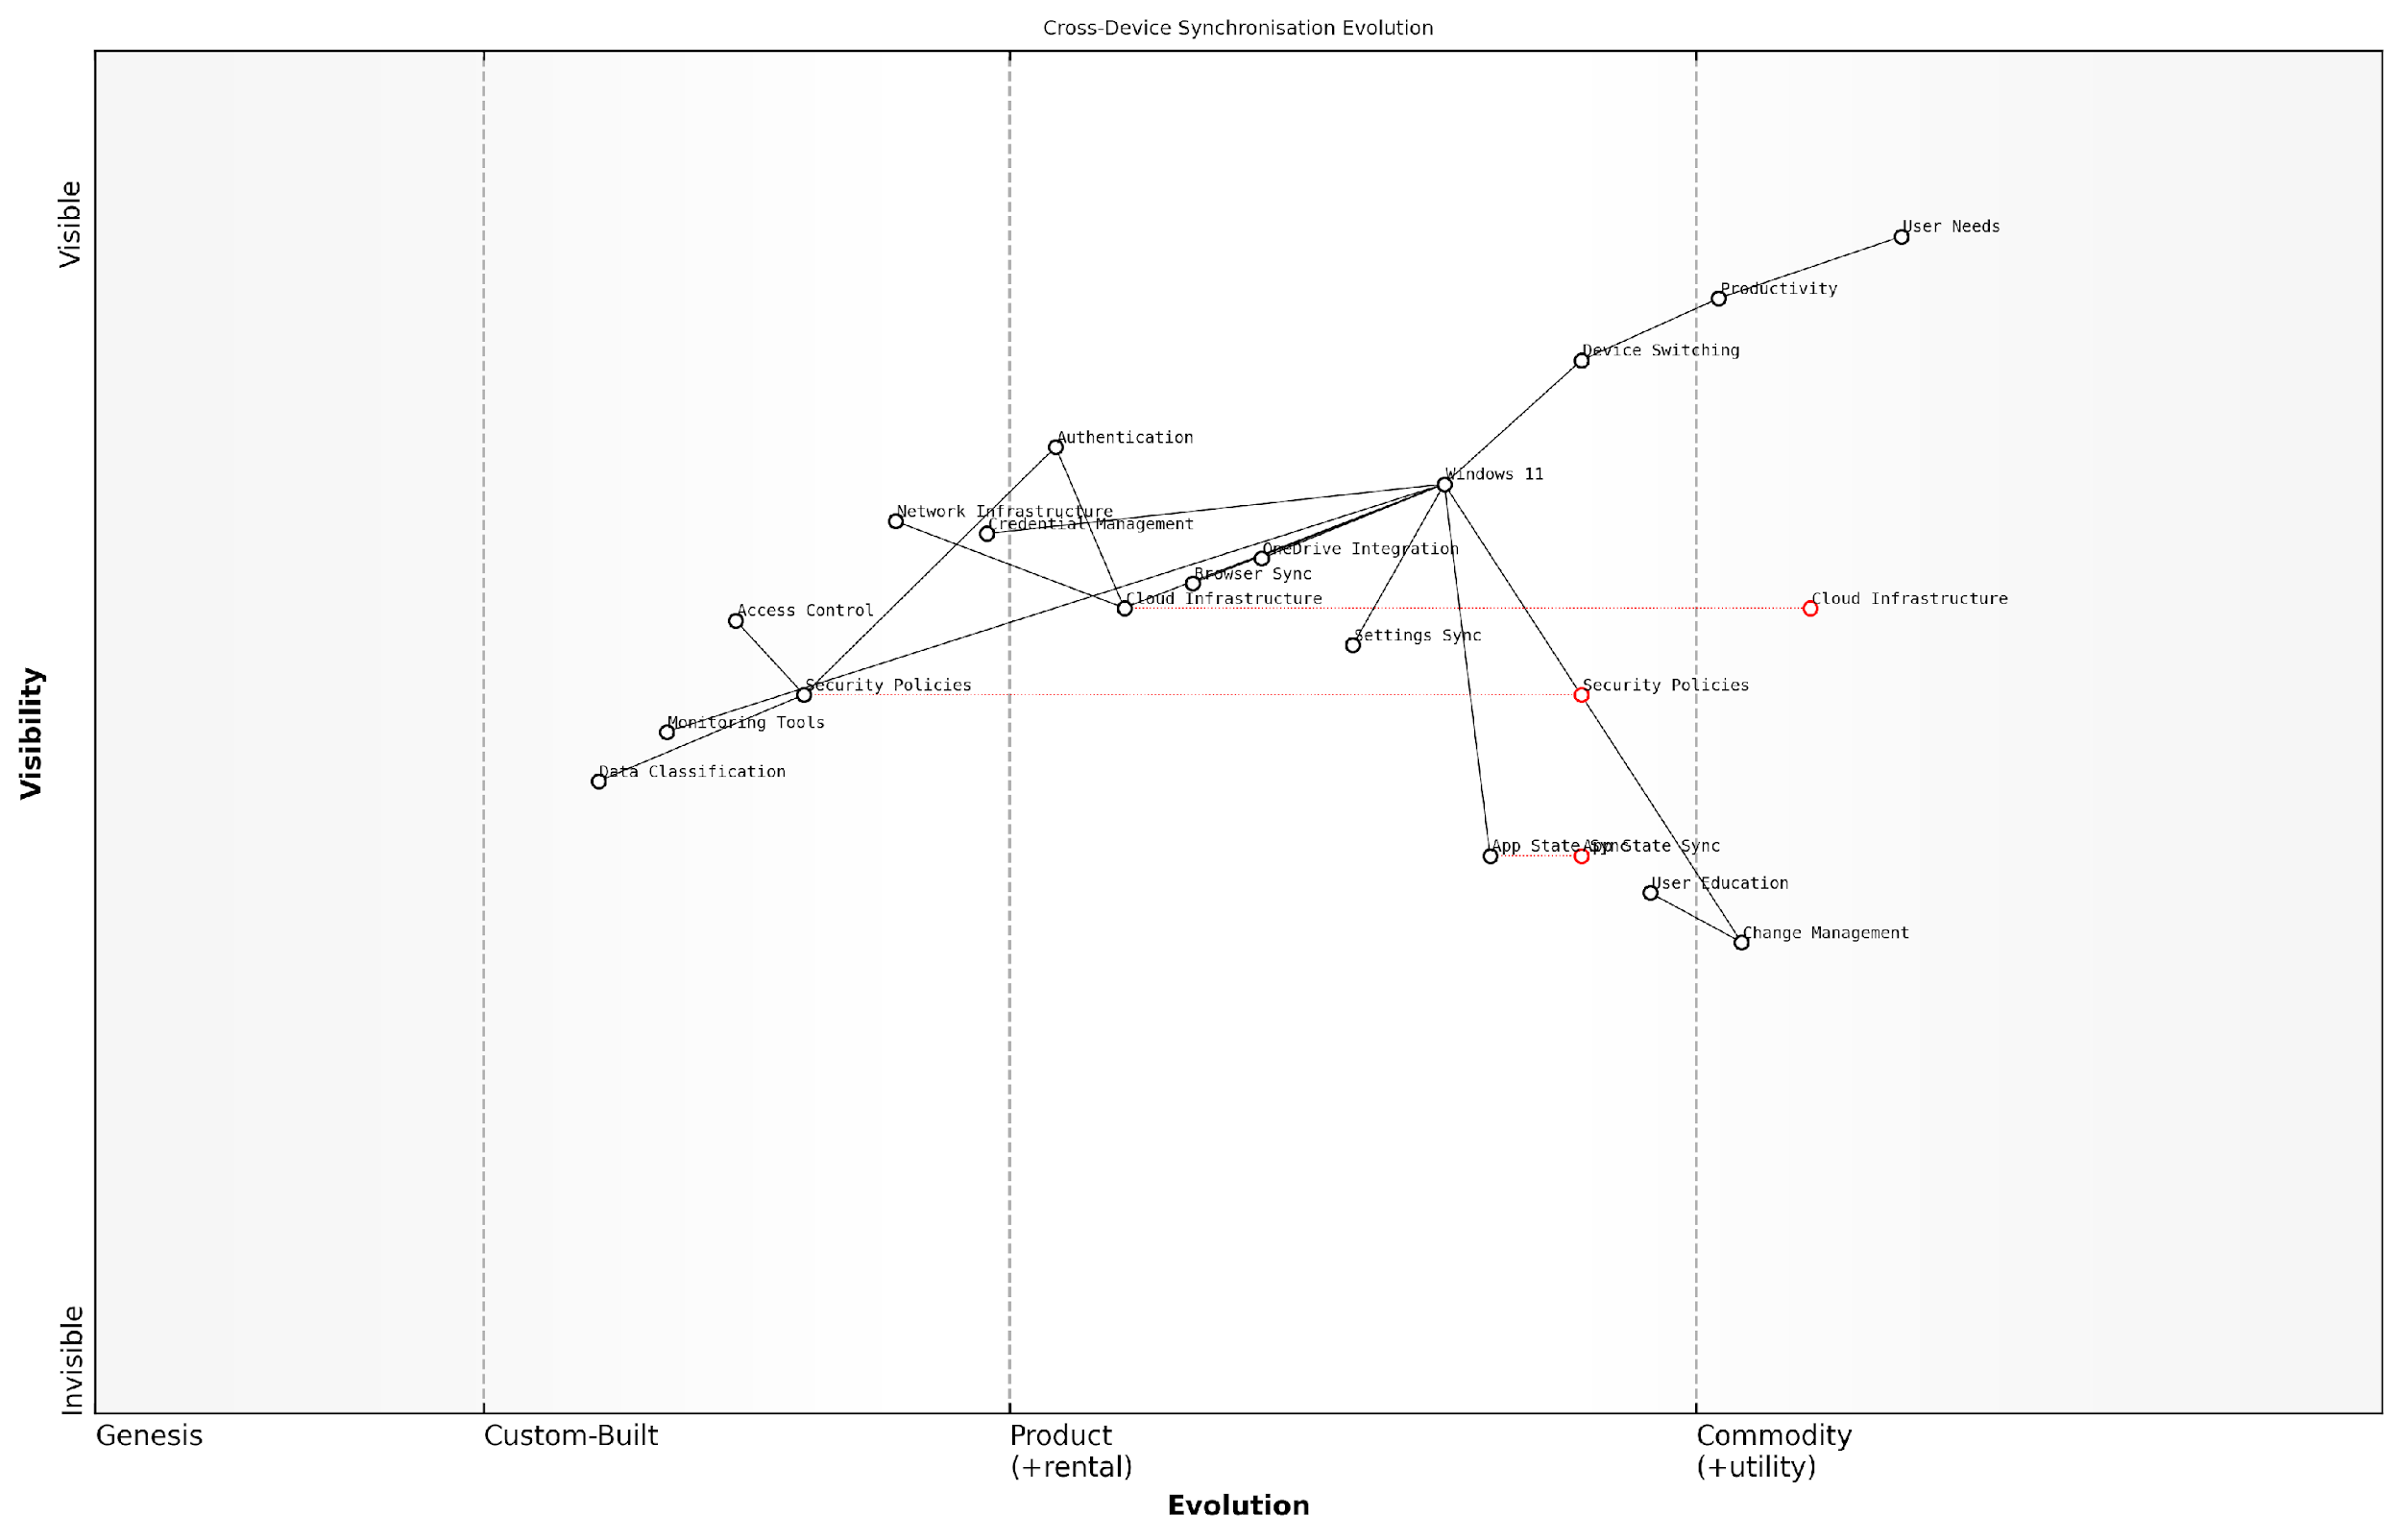 Cross-Device Synchronisation Evolution
Visible
Visibility
Invisible
User Needs
Productivity
Device Switching
Authentication
Windows 11
Network Infrastructure
Credential Management
OneDrive Integration
Browser Sync
Cloud Infrastructure
Cloud Infrastructure
Access Control
Settings Sync
Security Policies
Security Policies
Monitoring Tools
Data Classification
App State Sync
App State Sync
User Education
Change Management
Genesis
Custom-Built
Product
(+rental)
Commodity
(+utility)
Evolution